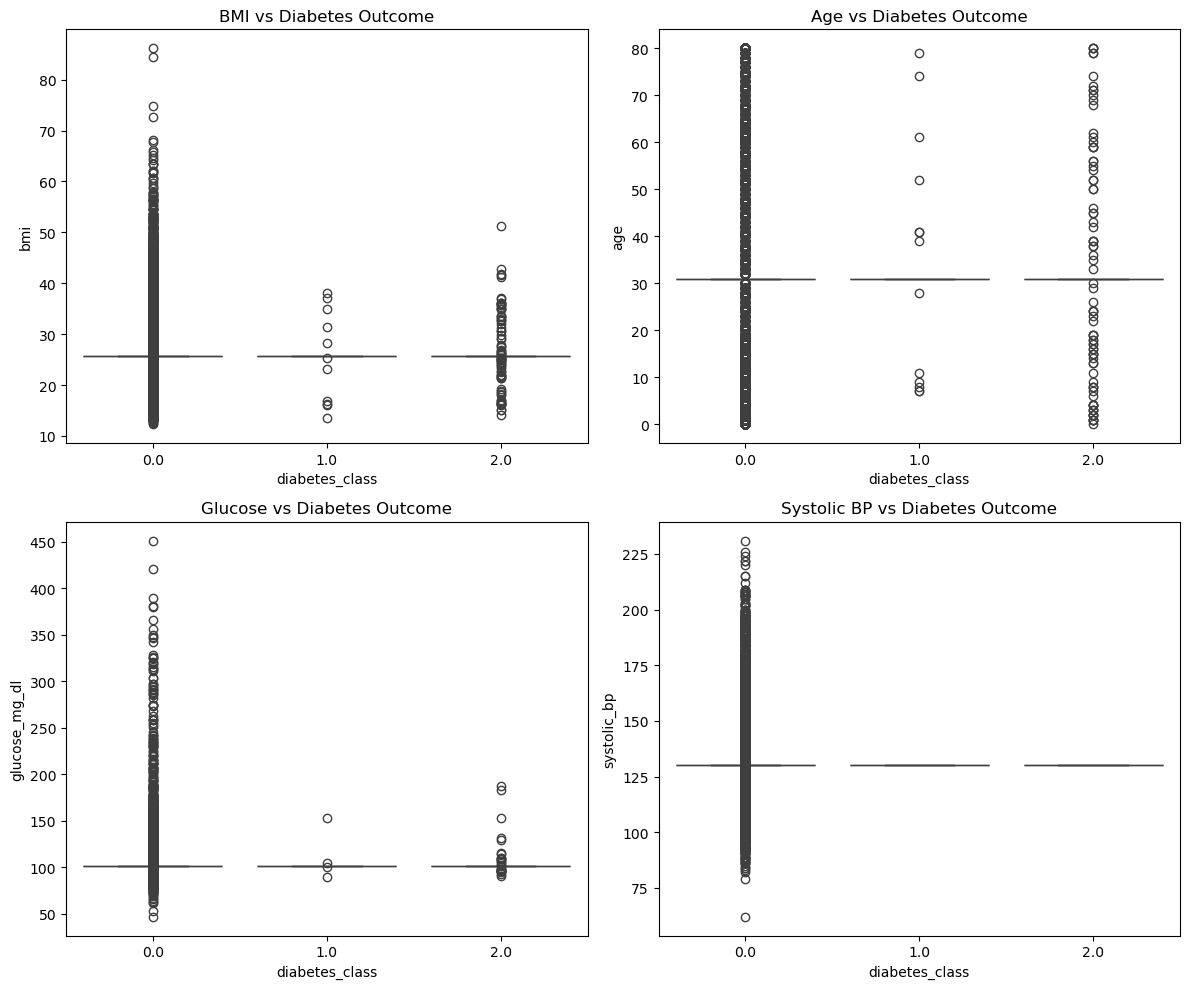 BMI vs Diabetes Outcome
80
70
60
50
40
30
20
10
bmi
0.0 1.0 2.0
diabetes_class
Age vs Diabetes Outcome
80
70
60
50
40
30
20
10
0
age
0.0 1.0 2.0
diabetes_class
Glucose vs Diabetes Outcome
450
400
350
300
250
200
150
100
50
glucose_mg_dl
0.0 1.0 2.0
diabetes_class
Systolic BP vs Diabetes Outcome
225
200
175
150
125
100
75
systolic_bp
0.0 1.0 2.0
diabetes_class